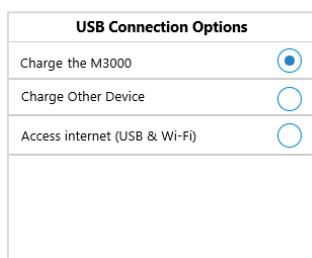 USB Connection Options
Charge the M3000
Charge Other Device
Access internet (USB & Wi-Fi)